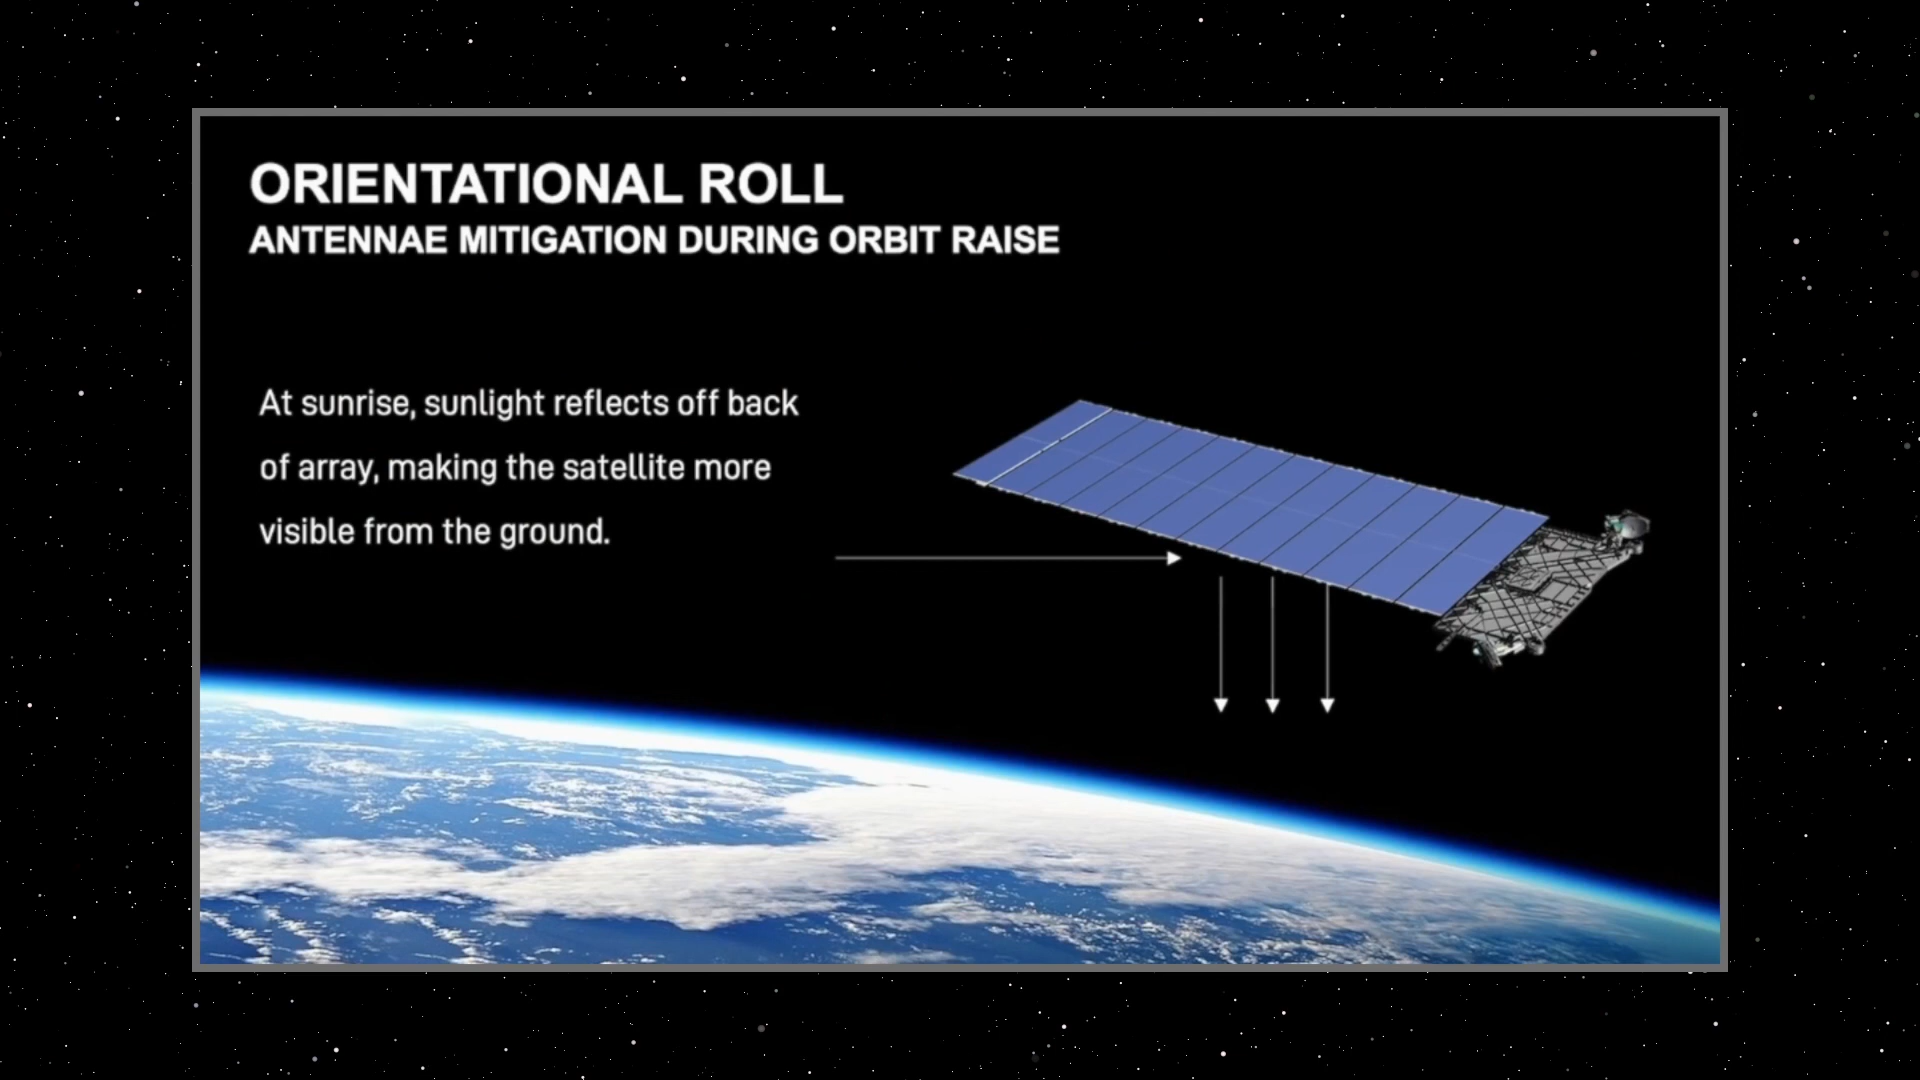 ORIENTATIONAL ROLL
ANTENNAE MITIGATION DURING ORBIT RAISE
At sunrise, sunlight reflects off back
of array, making the satellite more
visible from the ground.